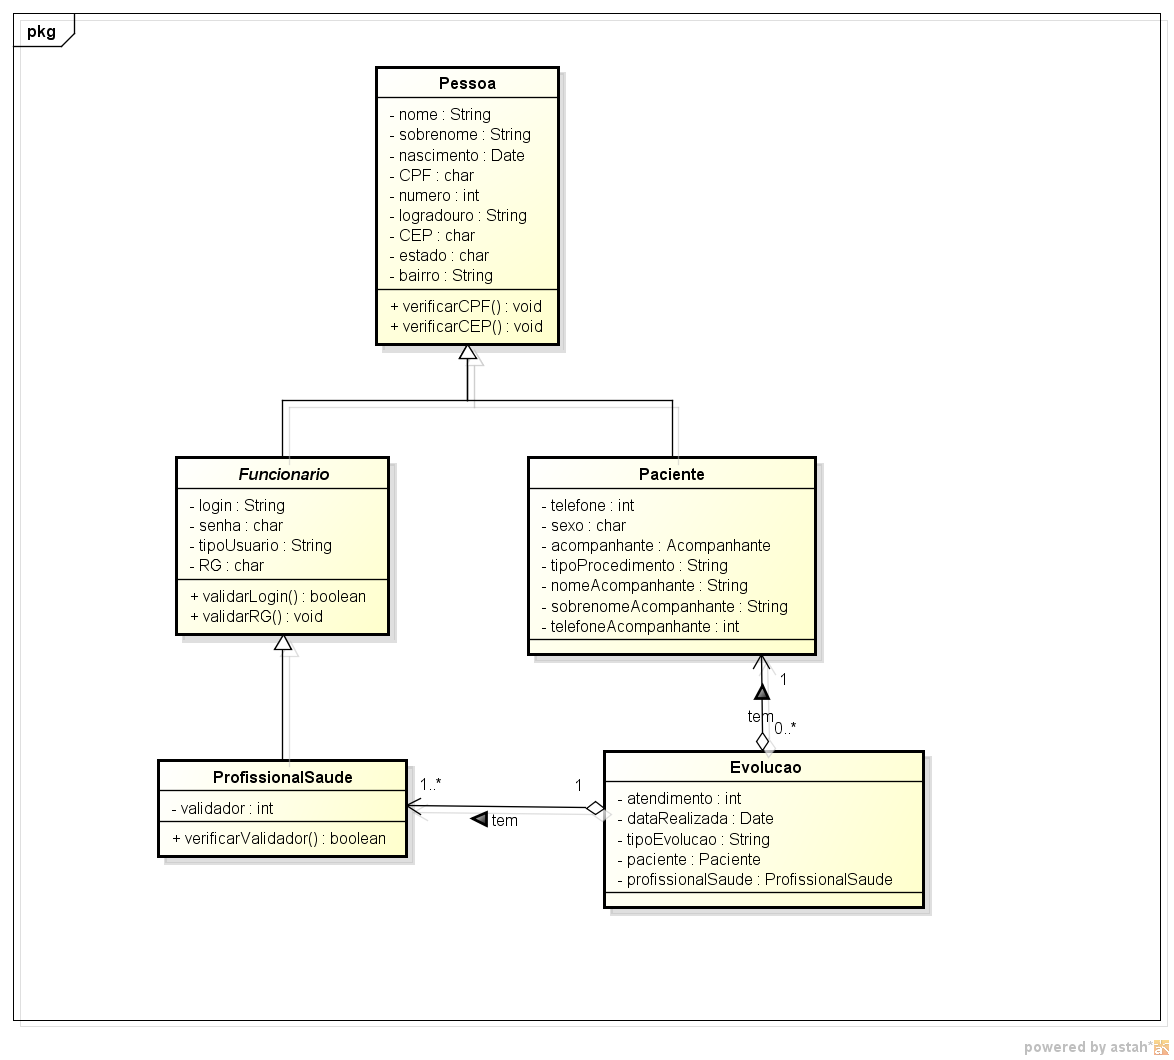 pkg
Pessoa
- nome : String
- sobrenome : String
- nascimento : Date
- CPF : char
- numero : int
- logradouro : String
- CEP : char
- estado : char
- bairro : String
+ verificarCPF() : void
+ verificarCEP() : void
Funcionario
- login : String
- senha : char
- tipoUsuario : String
- RG : char
+ validarLogin() : boolean
+ validarRG() : void
Paciente
- telefone : int
- sexo : char
- acompanhante : Acompanhante
- tipoProcedimento : String
- nomeAcompanhante : String
- sobrenomeAcompanhante : String
- telefoneAcompanhante : int
1
tem
0..*
ProfissionalSaude
- validador : int
+ verificarValidador() : boolean
1..*
1
tem
Evolucao
- atendimento : int
- dataRealizada : Date
- tipoEvolucao : String
- paciente : Paciente
- profissionalSaude : ProfissionalSaude
powered by astah*